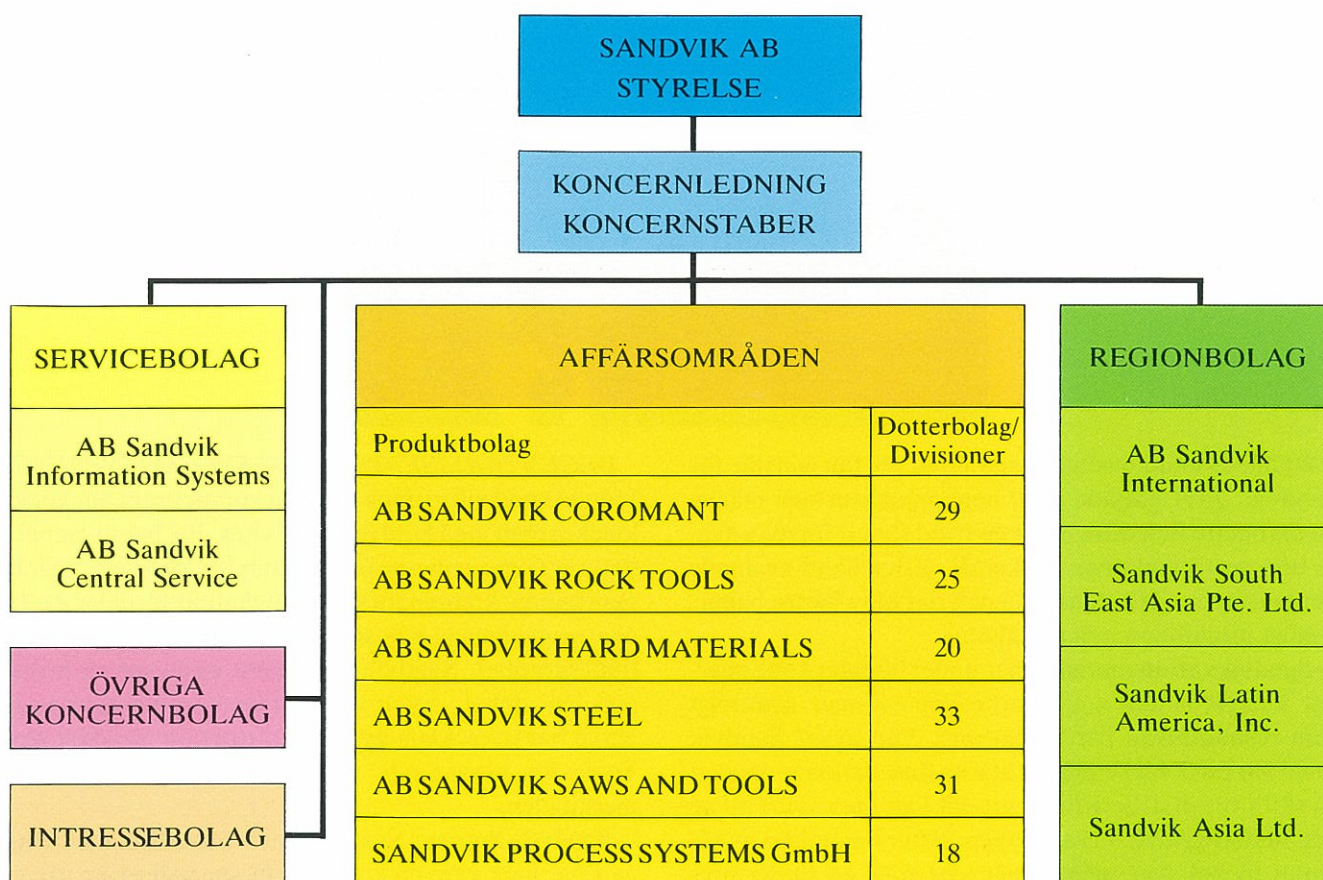 SANDVIK AB
STYRELSE
KONCERNLEDNING
KONCERNSTABER
SERVICEBOLAG
AB Sandvik
Information Systems
AB Sandvik
Central Service
ÖVRIGA
KONCERNBOLAG
INTRESSEBOLAG
AFFÄRSOMRÅDEN
Produktbolag
Dotterbolag/
Divisioner
AB SANDVIK COROMANT 29
AB SANDVIK ROCK TOOLS 25
AB SANDVIK HARD MATERIALS 20
AB SANDVIK STEEL 33
AB SANDVIK SAWS AND TOOLS 31
SANDVIK PROCESS SYSTEMS GmbH 18
REGIONBOLAG
AB Sandvik
International
Sandvik South
East Asia Pte. Ltd.
Sandvik Latin
America, Inc.
Sandvik Asia Ltd.